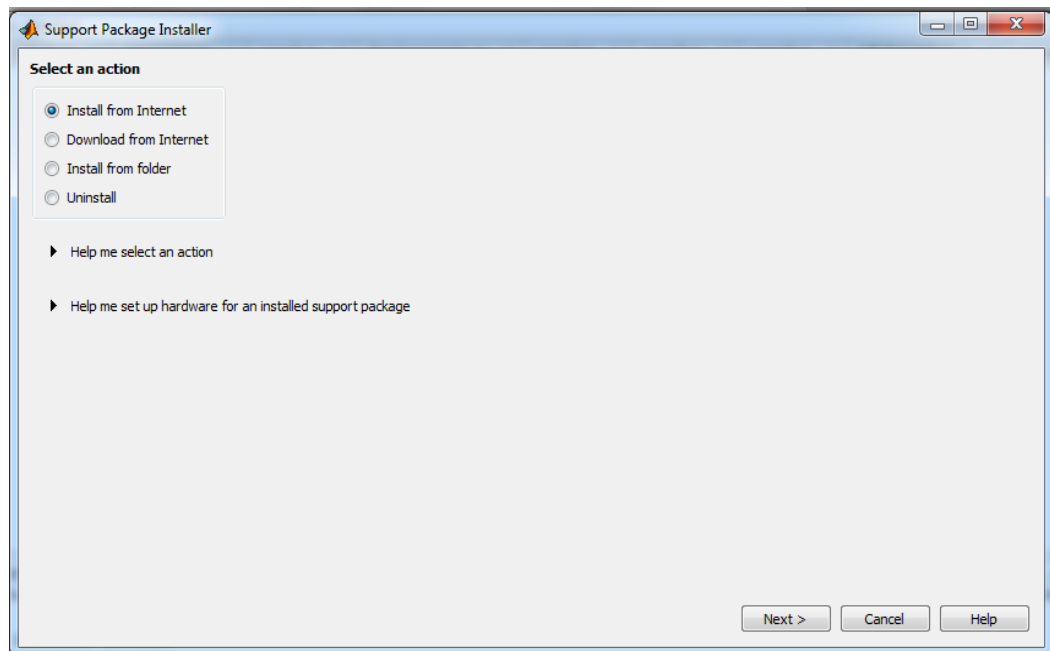 Support Package Installer
Select an action
Install from Internet
Download from Internet
Install from folder
Uninstall
Help me select an action
Help me set up hardware for an installed support package
Next > Cancel Help